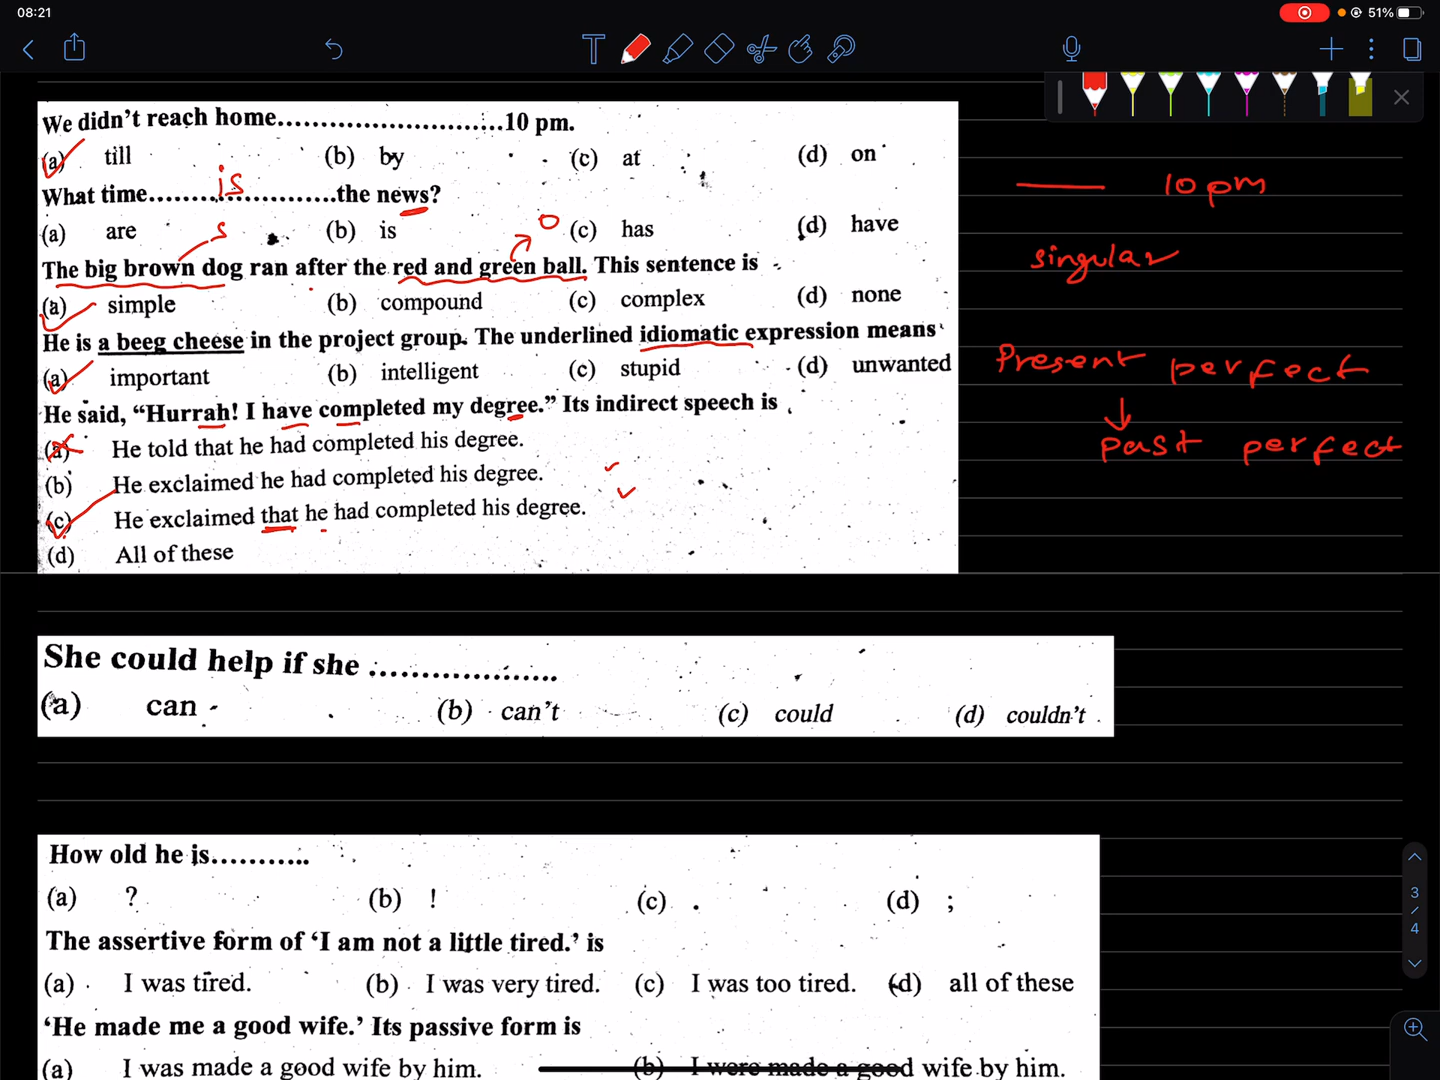 08:21
51%
We didn't reach home...........................10 pm.
(a) till (b) by (c) at (d) on
10 pm
is
What time........................the news?
(a) are (b) is (c) has (d) have
s
o
singular
The big brown dog ran after the red and green ball. This sentence is
(a) simple (b) compound (c) complex (d) none
He is a beeg cheese in the project group. The underlined idiomatic expression means
(a) important (b) intelligent (c) stupid (d) unwanted
Present perfect
He said, “Hurrah! I have completed my degree.” Its indirect speech is
(a) He told that he had completed his degree.
past perfect
(b) He exclaimed he had completed his degree.
(c) He exclaimed that he had completed his degree.
(d) All of these
She could help if she ...................
(a) can (b) can't (c) could (d) couldn't
How old he is...........
(a) ? (b) ! (c) . (d) ;
3
/
4
The assertive form of ‘I am not a little tired.’ is
(a) I was tired. (b) I was very tired. (c) I was too tired. (d) all of these
‘He made me a good wife.’ Its passive form is
(a) I was made a good wife by him. (b) I were made a good wife by him.